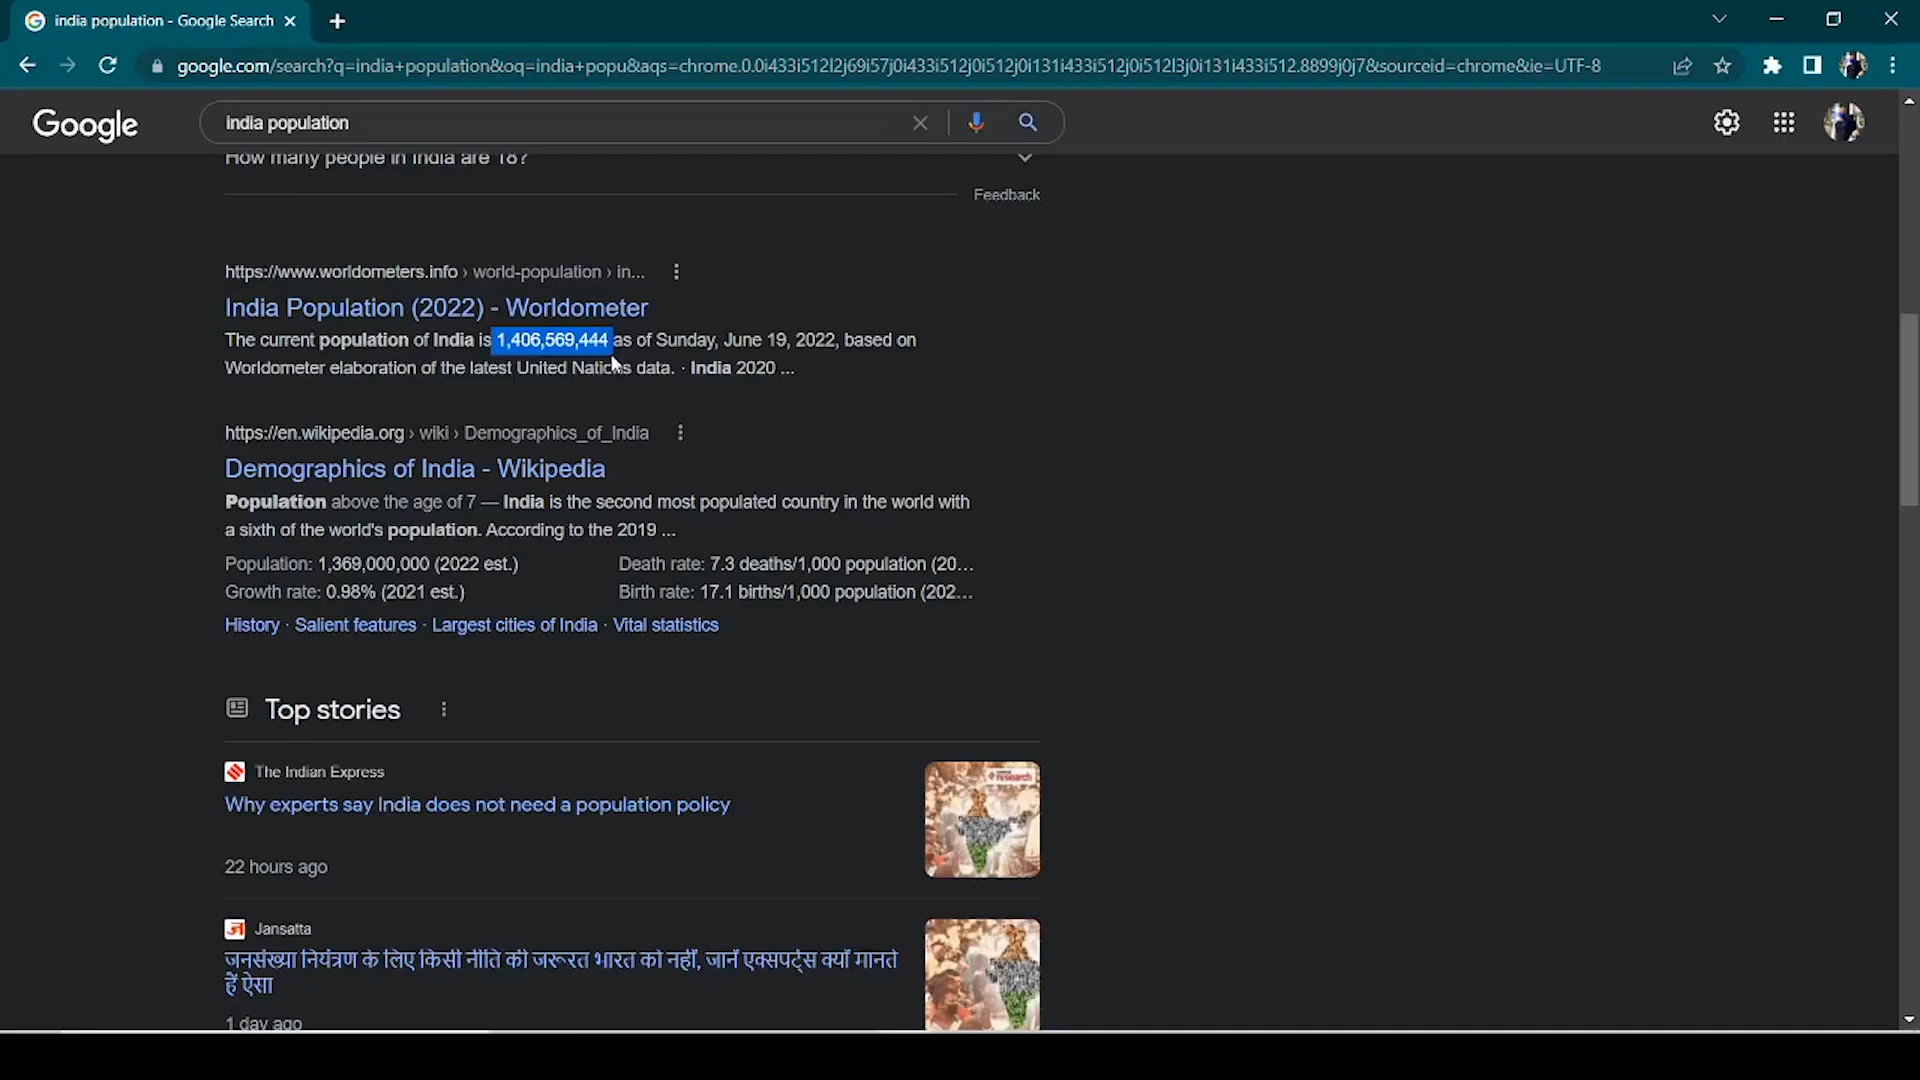 india population - Google Search
google.com/search?q=india+population&oq=india+popu&aqs=chrome.0.0i433i512l2j69i57j0i433i512j0i512j0i131i433i512j0i512l3j0i131i433i512.8899j0j7&sourceid=chrome&ie=UTF-8
Google
india population
How many people in India are 18?
Feedback
https://www.worldometers.info › world-population › in...
India Population (2022) - Worldometer
The current population of India is 1,406,569,444 as of Sunday, June 19, 2022, based on
Worldometer elaboration of the latest United Nations data. · India 2020 ...
https://en.wikipedia.org › wiki › Demographics_of_India
Demographics of India - Wikipedia
Population above the age of 7 — India is the second most populated country in the world with
a sixth of the world's population. According to the 2019 ...
Population: 1,369,000,000 (2022 est.) Death rate: 7.3 deaths/1,000 population (20...
Growth rate: 0.98% (2021 est.) Birth rate: 17.1 births/1,000 population (202...
History · Salient features · Largest cities of India · Vital statistics
Top stories
The Indian Express
Why experts say India does not need a population policy
research
22 hours ago
Jansatta
जनसंख्या नियंत्रण के लिए किसी नीति की जरूरत भारत को नहीं, जानें एक्सपर्ट्स क्यों मानते
हैं ऐसा
1 day ago